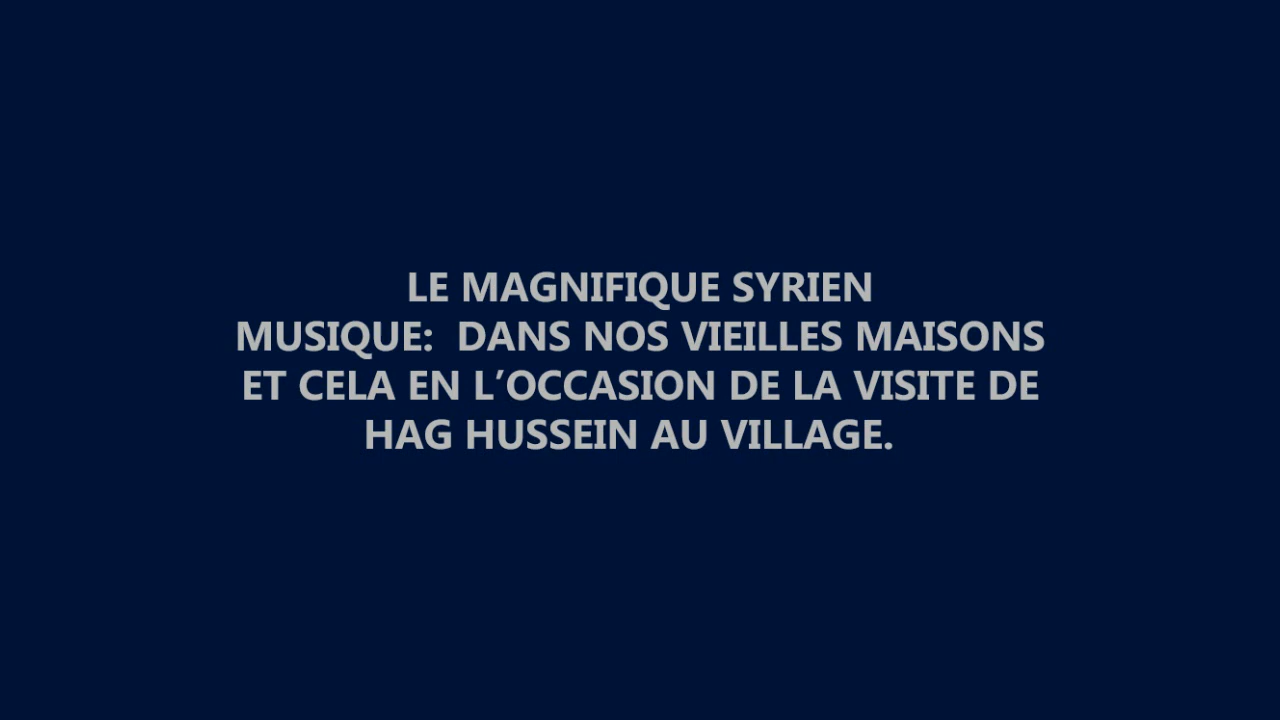 LE MAGNIFIQUE SYRIEN
MUSIQUE:  DANS NOS VIEILLES MAISONS
ET CELA EN L’OCCASION DE LA VISITE DE
HAG HUSSEIN AU VILLAGE.